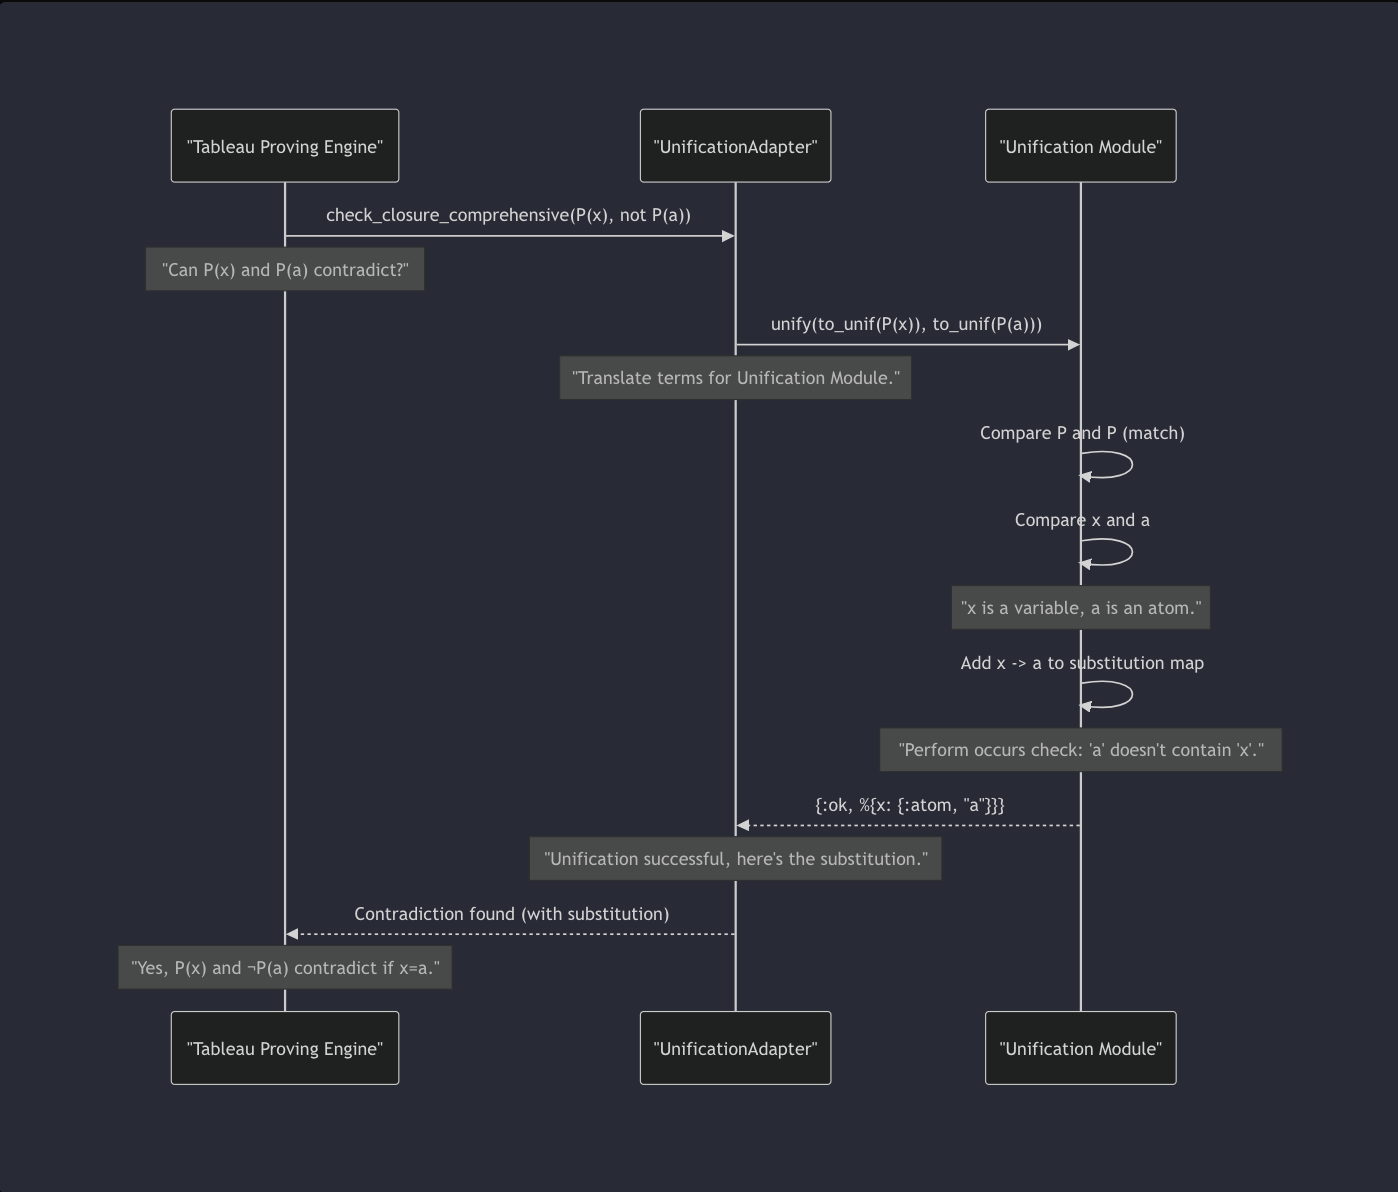 "Tableau Proving Engine"
"UnificationAdapter"
"Unification Module"
check_closure_comprehensive(P(x), not P(a))
"Can P(x) and P(a) contradict?"
unify(to_unif(P(x)), to_unif(P(a)))
"Translate terms for Unification Module."
Compare P and P (match)
Compare x and a
"x is a variable, a is an atom."
Add x -> a to substitution map
"Perform occurs check: 'a' doesn't contain 'x'."
{:ok, %{x: {:atom, "a"}}}
"Unification successful, here's the substitution."
Contradiction found (with substitution)
"Yes, P(x) and ¬P(a) contradict if x=a."
"Tableau Proving Engine"
"UnificationAdapter"
"Unification Module"